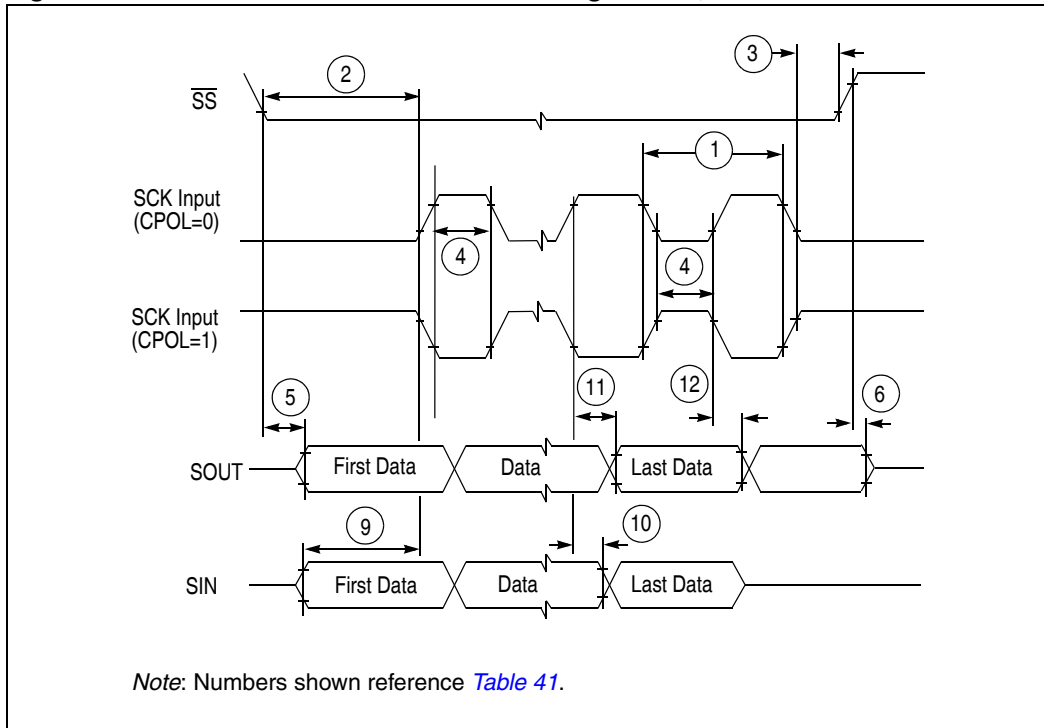 3
2
SS
1
SCK Input
(CPOL=0)
4
4
SCK Input
(CPOL=1)
11
12
5
6
SOUT
First Data
Data
Last Data
9
10
SIN
First Data
Data
Last Data
Note: Numbers shown reference Table 41.